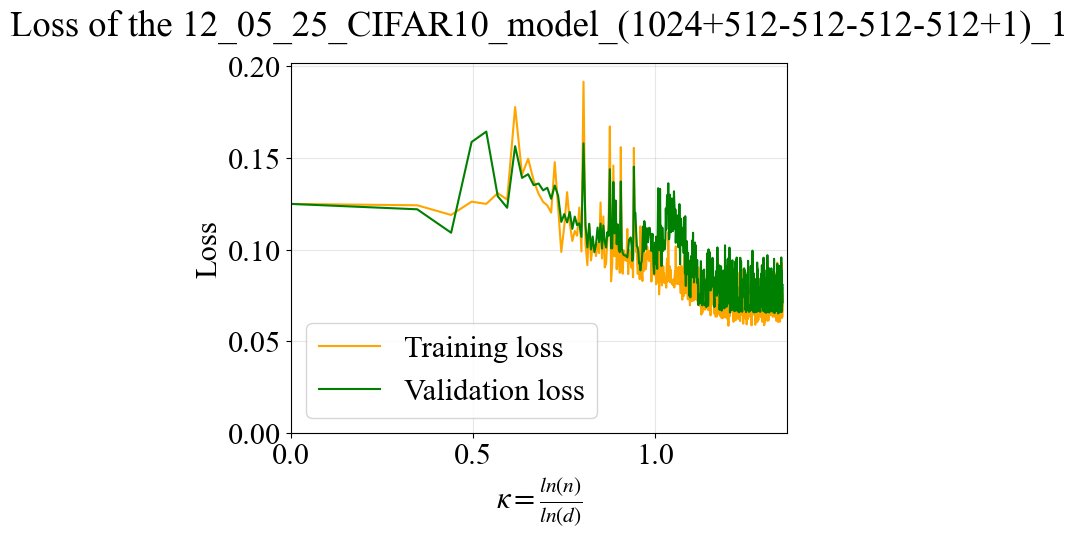 Loss of the 12_05_25_CIFAR10_model_(1024+512-512-512-512+1)_1
0.20
0.15
0.10
0.05
0.00
Loss
Training loss
Validation loss
0.0 0.5 1.0
κ = ln(n)/ln(d)